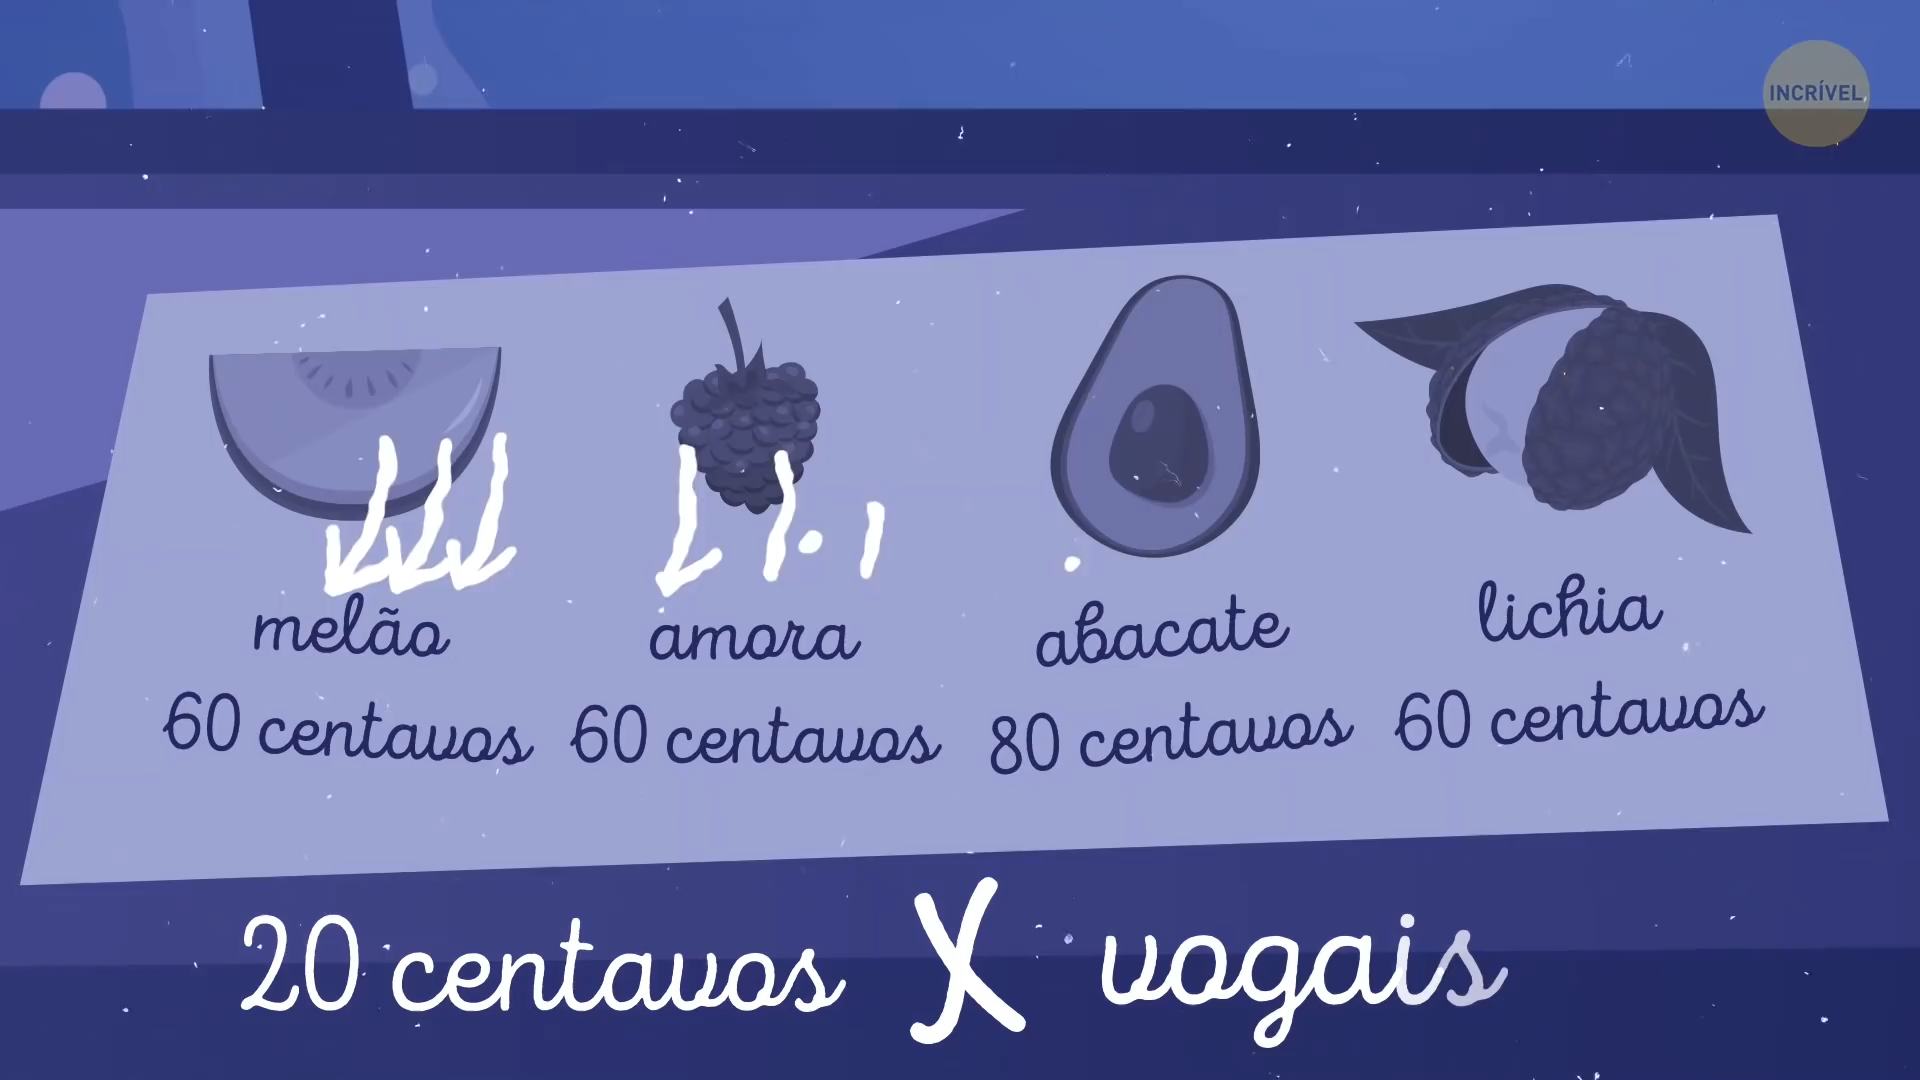 INCRÍVEL
melão amora abacate lichia
60 centavos 60 centavos 80 centavos 60 centavos
20 centavos X vogais